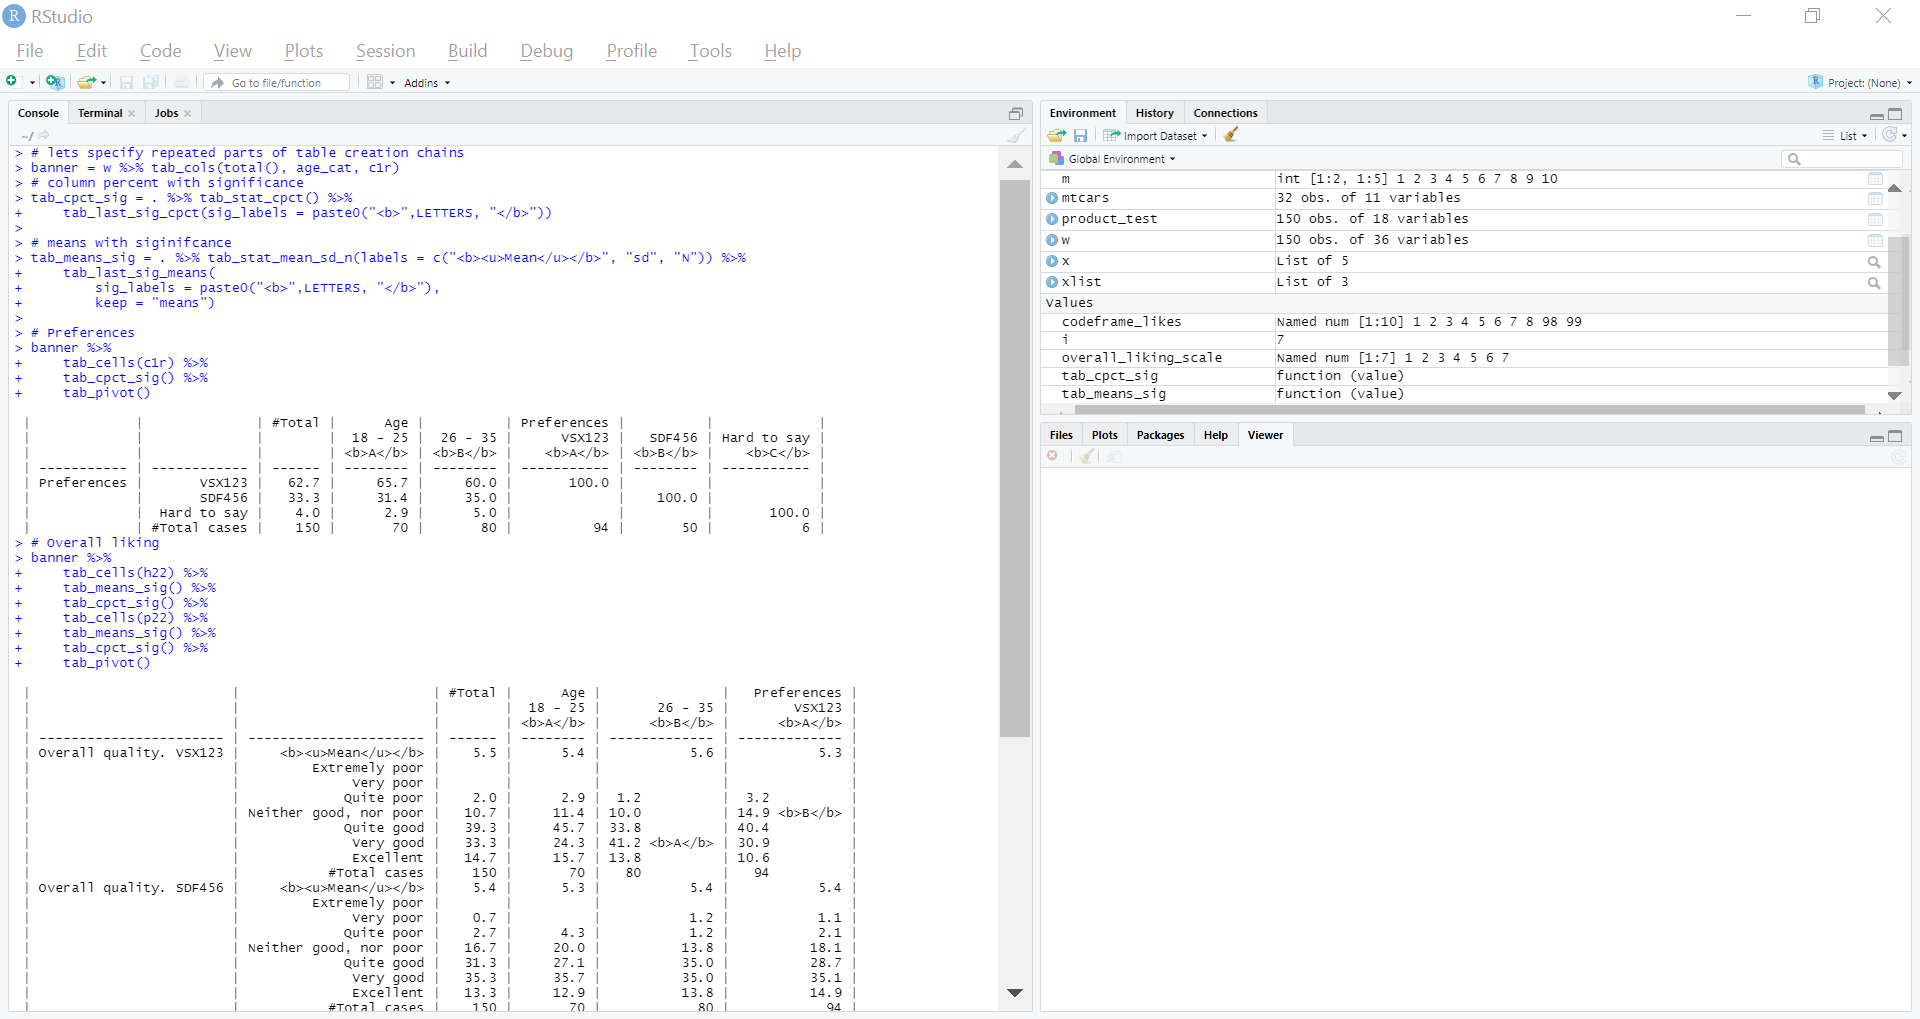 RStudio
File Edit Code View Plots Session Build Debug Profile Tools Help
Go to file/function Addins Project: (None)
Console Terminal Jobs
~/
> # lets specify repeated parts of table creation chains
> banner = w %>% tab_cols(total(), age_cat, c1r)
> # column percent with significance
> tab_cpct_sig = . %>% tab_stat_cpct() %>%
+     tab_last_sig_cpct(sig_labels = paste0("<b>",LETTERS, "</b>"))
>
> # means with siginifcance
> tab_means_sig = . %>% tab_stat_mean_sd_n(labels = c("<b><u>Mean</u></b>", "sd", "N")) %>%
+     tab_last_sig_means(
+         sig_labels = paste0("<b>",LETTERS, "</b>"),
+         keep = "means")
>
> # Preferences
> banner %>%
+     tab_cells(c1r) %>%
+     tab_cpct_sig() %>%
+     tab_pivot()
|             |              | #Total |      Age |          | Preferences |          |             |
|             |              |        |  18 - 25 |  26 - 35 |      VSX123 |   SDF456 | Hard to say |
|             |              |        | <b>A</b> | <b>B</b> |    <b>A</b> | <b>B</b> |    <b>C</b> |
| ----------- | ------------ | ------ | -------- | -------- | ----------- | -------- | ----------- |
| Preferences |       VSX123 |   62.7 |     65.7 |     60.0 |       100.0 |          |             |
|             |       SDF456 |   33.3 |     31.4 |     35.0 |             |    100.0 |             |
|             |  Hard to say |    4.0 |      2.9 |      5.0 |             |          |       100.0 |
|             | #Total cases |    150 |       70 |       80 |          94 |       50 |           6 |
> # Overall liking
> banner %>%
+     tab_cells(h22) %>%
+     tab_means_sig() %>%
+     tab_cpct_sig() %>%
+     tab_cells(p22) %>%
+     tab_means_sig() %>%
+     tab_cpct_sig() %>%
+     tab_pivot()
|                         |                        | #Total |      Age |               |   Preferences |
|                         |                        |        |  18 - 25 |       26 - 35 |        VSX123 |
|                         |                        |        | <b>A</b> |      <b>B</b> |      <b>A</b> |
| ----------------------- | ---------------------- | ------ | -------- | ------------- | ------------- |
| Overall quality. VSX123 |     <b><u>Mean</u></b> |    5.5 |      5.4 |           5.6 |           5.3 |
|                         |         Extremely poor |        |          |               |               |
|                         |              Very poor |        |          |               |               |
|                         |             Quite poor |    2.0 |      2.9 |  1.2          |  3.2          |
|                         | Neither good, nor poor |   10.7 |     11.4 | 10.0          | 14.9 <b>B</b> |
|                         |             Quite good |   39.3 |     45.7 | 33.8          | 40.4          |
|                         |              Very good |   33.3 |     24.3 | 41.2 <b>A</b> | 30.9          |
|                         |              Excellent |   14.7 |     15.7 | 13.8          | 10.6          |
|                         |           #Total cases |    150 |       70 |   80          |   94          |
| Overall quality. SDF456 |     <b><u>Mean</u></b> |    5.4 |      5.3 |           5.4 |           5.4 |
|                         |         Extremely poor |        |          |               |               |
|                         |              Very poor |    0.7 |          |           1.2 |           1.1 |
|                         |             Quite poor |    2.7 |      4.3 |           1.2 |           2.1 |
|                         | Neither good, nor poor |   16.7 |     20.0 |          13.8 |          18.1 |
|                         |             Quite good |   31.3 |     27.1 |          35.0 |          28.7 |
|                         |              Very good |   35.3 |     35.7 |          35.0 |          35.1 |
|                         |              Excellent |   13.3 |     12.9 |          13.8 |          14.9 |
|                         |           #Total cases |    150 |       70 |            80 |            94 |
Environment History Connections
Import Dataset List
Global Environment
m int [1:2, 1:5] 1 2 3 4 5 6 7 8 9 10
mtcars 32 obs. of 11 variables
product_test 150 obs. of 18 variables
w 150 obs. of 36 variables
x List of 5
xlist List of 3
Values
codeframe_likes Named num [1:10] 1 2 3 4 5 6 7 8 98 99
i 7
overall_liking_scale Named num [1:7] 1 2 3 4 5 6 7
tab_cpct_sig function (value)
tab_means_sig function (value)
Files Plots Packages Help Viewer